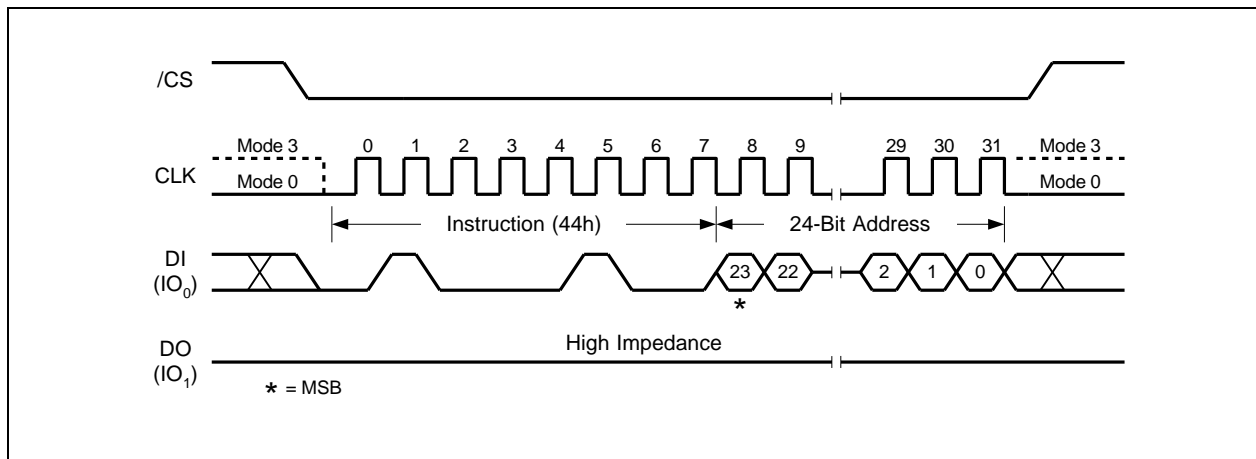 /CS
Mode 3 0 1 2 3 4 5 6 7 8 9 29 30 31 Mode 3
CLK
Mode 0 Mode 0
Instruction (44h) 24-Bit Address
DI
(IO0)
23 22 2 1 0
*
High Impedance
DO
(IO1)
* = MSB